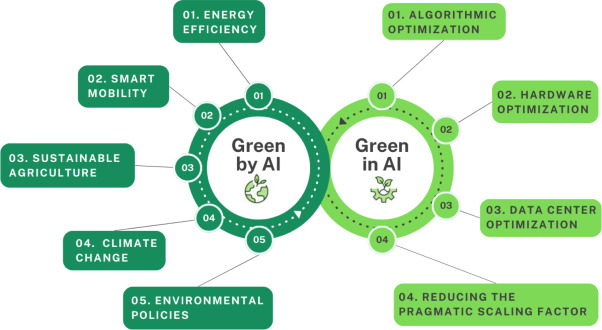 01. ENERGY
EFFICIENCY
02. SMART
MOBILITY
03. SUSTAINABLE
AGRICULTURE
04. CLIMATE
CHANGE
05. ENVIRONMENTAL
POLICIES
01
02
03
04
05
Green
by AI
Green
in AI
01
02
03
04
01. ALGORITHMIC
OPTIMIZATION
02. HARDWARE
OPTIMIZATION
03. DATA CENTER
OPTIMIZATION
04. REDUCING THE
PRAGMATIC SCALING FACTOR